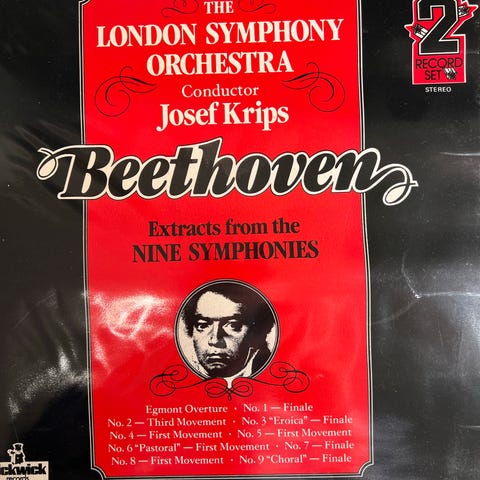 THE
LONDON SYMPHONY
ORCHESTRA
Conductor
Josef Krips
2
RECORD
SET
STEREO
Beethoven
Extracts from the
NINE SYMPHONIES
Egmont Overture · No. 1 — Finale
No. 2 — Third Movement · No. 3 "Eroica" — Finale
No. 4 — First Movement · No. 5 — First Movement
No. 6 "Pastoral" — First Movement · No. 7 — Finale
No. 8 — First Movement · No. 9 "Choral" — Finale
ickwick
records